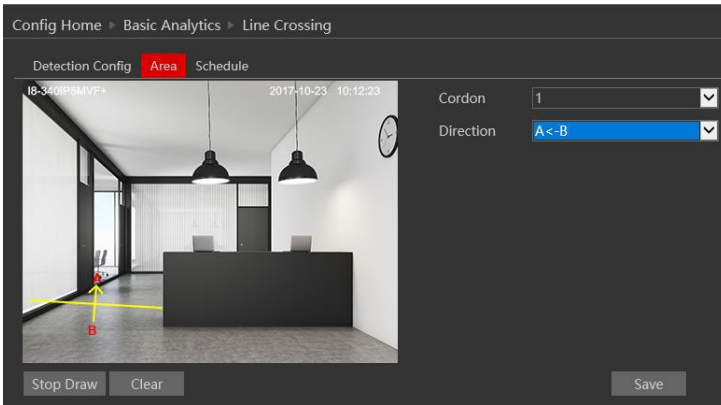 Config Home ▸ Basic Analytics ▸ Line Crossing
Detection Config Area Schedule
I8-340IP5MVF+ 2017-10-23 10:12:23
Cordon 1
Direction A<-B
A
B
Stop Draw Clear Save